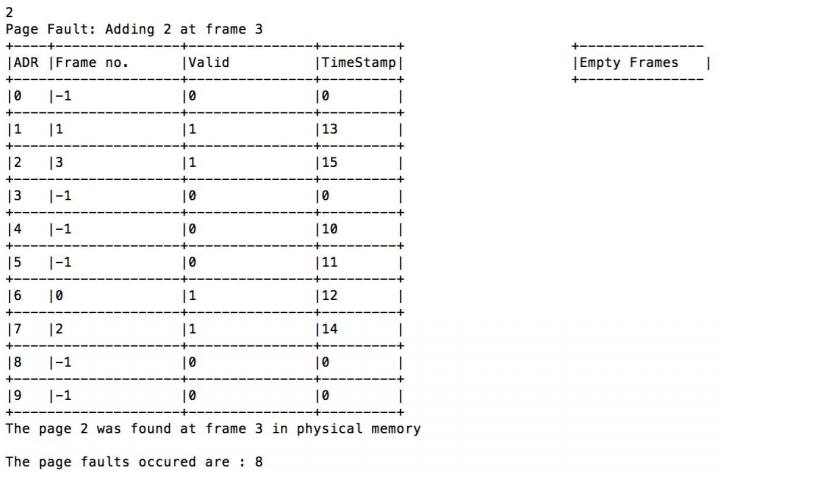 2
Page Fault: Adding 2 at frame 3
+----+---------------+---------------+---------+ +---------------
|ADR |Frame no. |Valid |TimeStamp| |Empty Frames |
+----------------+---------------+---------+ +---------------
|0 |-1 |0 |0 |
+--------------------+---------------+---------+
|1 |1 |1 |13 |
+--------------------+---------------+---------+
|2 |3 |1 |15 |
+--------------------+---------------+---------+
|3 |-1 |0 |0 |
+--------------------+---------------+---------+
|4 |-1 |0 |10 |
+--------------------+---------------+---------+
|5 |-1 |0 |11 |
+--------------------+---------------+---------+
|6 |0 |1 |12 |
+--------------------+---------------+---------+
|7 |2 |1 |14 |
+--------------------+---------------+---------+
|8 |-1 |0 |0 |
+--------------------+---------------+---------+
|9 |-1 |0 |0 |
+--------------------+---------------+---------+
The page 2 was found at frame 3 in physical memory
The page faults occured are : 8